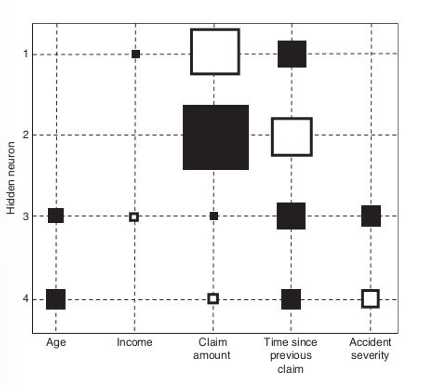 Hidden neuron
1
2
3
4
Age
Income
Claim
amount
Time since
previous
claim
Accident
severity